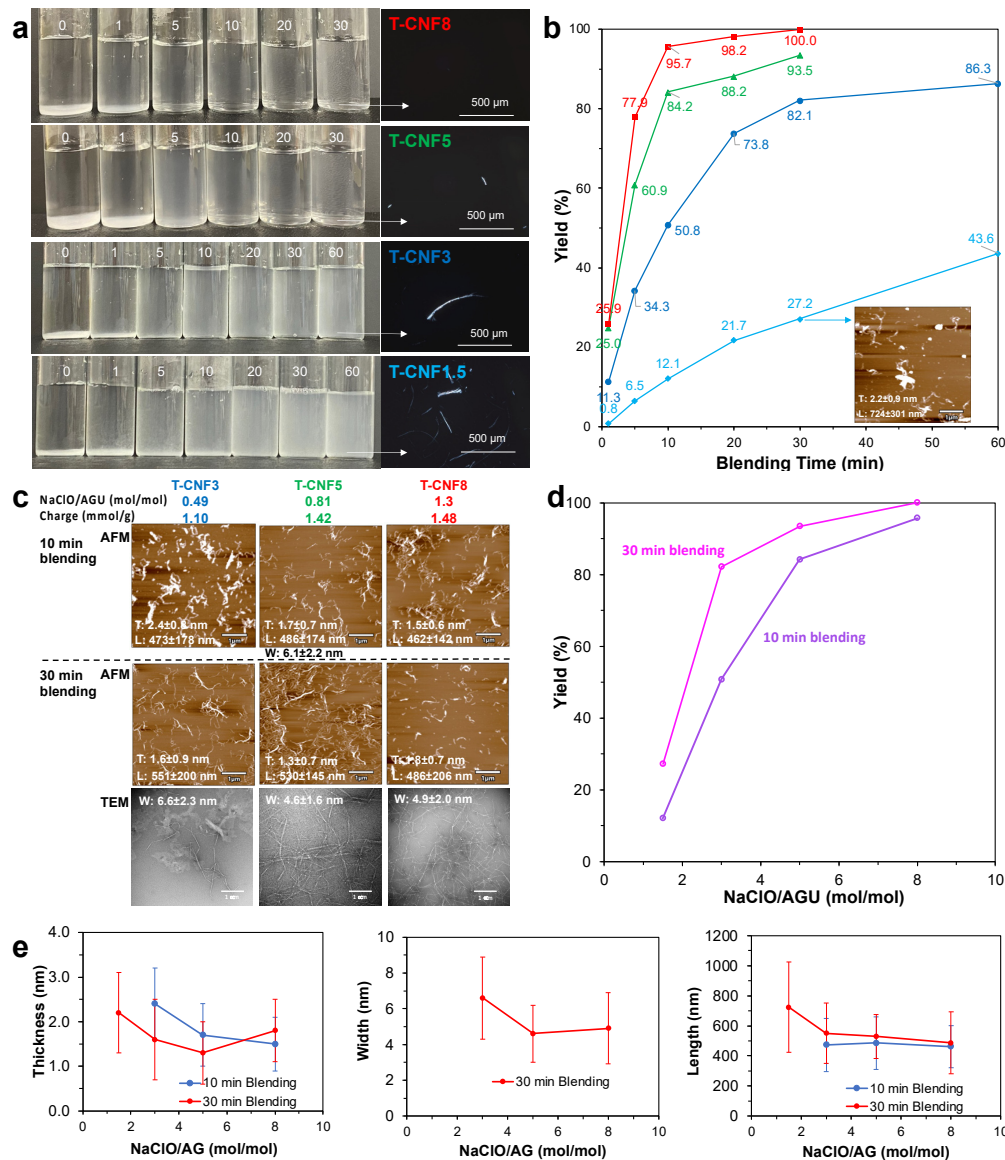 a
0 1 5 10 20 30
T-CNF8
500 µm
0 1 5 10 20 30
T-CNF5
500 µm
0 1 5 10 20 30 60
T-CNF3
500 µm
0 1 5 10 20 30 60
T-CNF1.5
500 µm
b
Yield (%)
100
80
60
40
20
0
25.9
77.9
95.7
98.2
100.0
25.0
60.9
84.2
88.2
93.5
11.3
34.3
50.8
73.8
82.1
86.3
0.8
6.5
12.1
21.7
27.2
43.6
T: 2.2±0.9 nm
L: 724±301 nm
1µm
0 10 20 30 40 50 60
Blending Time (min)
c
T-CNF3 T-CNF5 T-CNF8
NaClO/AGU (mol/mol) 0.49 0.81 1.3
Charge (mmol/g) 1.10 1.42 1.48
10 min
blending
AFM
T: 2.4±0.8 nm
L: 473±178 nm
1µm
T: 1.7±0.7 nm
L: 486±174 nm
1µm
W: 6.1±2.2 nm
T: 1.5±0.6 nm
L: 462±142 nm
1µm
30 min
blending
AFM
T: 1.6±0.9 nm
L: 551±200 nm
1µm
T: 1.3±0.7 nm
L: 530±145 nm
1µm
T: 1.8±0.7 nm
L: 486±206 nm
1µm
TEM
W: 6.6±2.3 nm
W: 4.6±1.6 nm
W: 4.9±2.0 nm
d
Yield (%)
100
80
60
40
20
0
30 min blending
10 min blending
0 2 4 6 8 10
NaClO/AGU (mol/mol)
e
Thickness (nm)
4.0
3.0
2.0
1.0
0.0
10 min Blending
30 min Blending
0 2 4 6 8 10
NaClO/AG (mol/mol)
Width (nm)
10
8
6
4
2
0
30 min Blending
0 2 4 6 8 10
NaClO/AG (mol/mol)
Length (nm)
1200
1000
800
600
400
200
0
10 min Blending
30 min Blending
0 2 4 6 8 10
NaClO/AG (mol/mol)